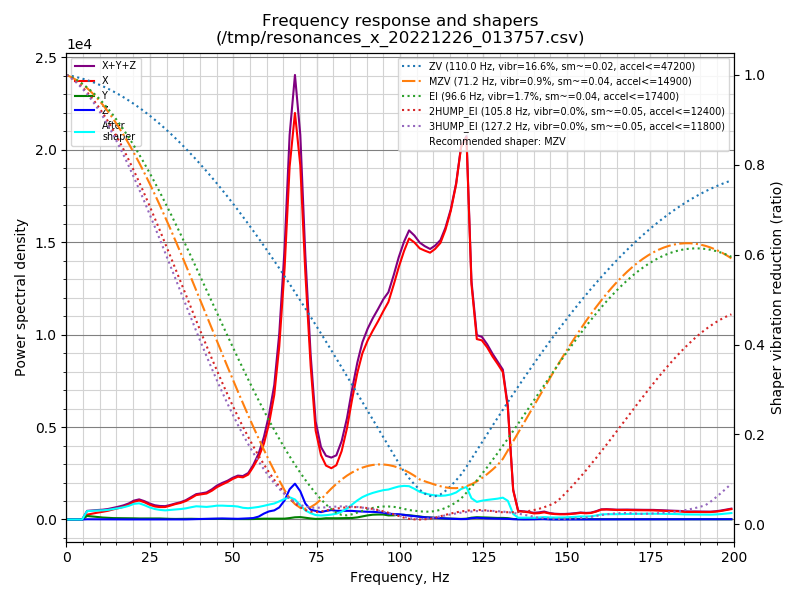 Frequency response and shapers
(/tmp/resonances_x_20221226_013757.csv)
1e4
X+Y+Z
X
Y
Z
After
shaper
ZV (110.0 Hz, vibr=16.6%, sm~=0.02, accel<=47200)
MZV (71.2 Hz, vibr=0.9%, sm~=0.04, accel<=14900)
EI (96.6 Hz, vibr=1.7%, sm~=0.04, accel<=17400)
2HUMP_EI (105.8 Hz, vibr=0.0%, sm~=0.05, accel<=12400)
3HUMP_EI (127.2 Hz, vibr=0.0%, sm~=0.05, accel<=11800)
Recommended shaper: MZV
2.5
2.0
1.5
1.0
0.5
0.0
Power spectral density
1.0
0.8
0.6
0.4
0.2
0.0
Shaper vibration reduction (ratio)
0 25 50 75 100 125 150 175 200
Frequency, Hz